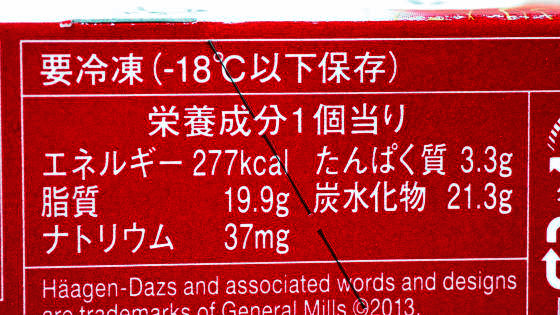 要冷凍(-18℃以下保存)
栄養成分1個当り
エネルギー 277kcal たんぱく質 3.3g
脂質 19.9g 炭水化物 21.3g
ナトリウム 37mg
Häagen-Dazs and associated words and designs
are trademarks of General Mills ©2013.